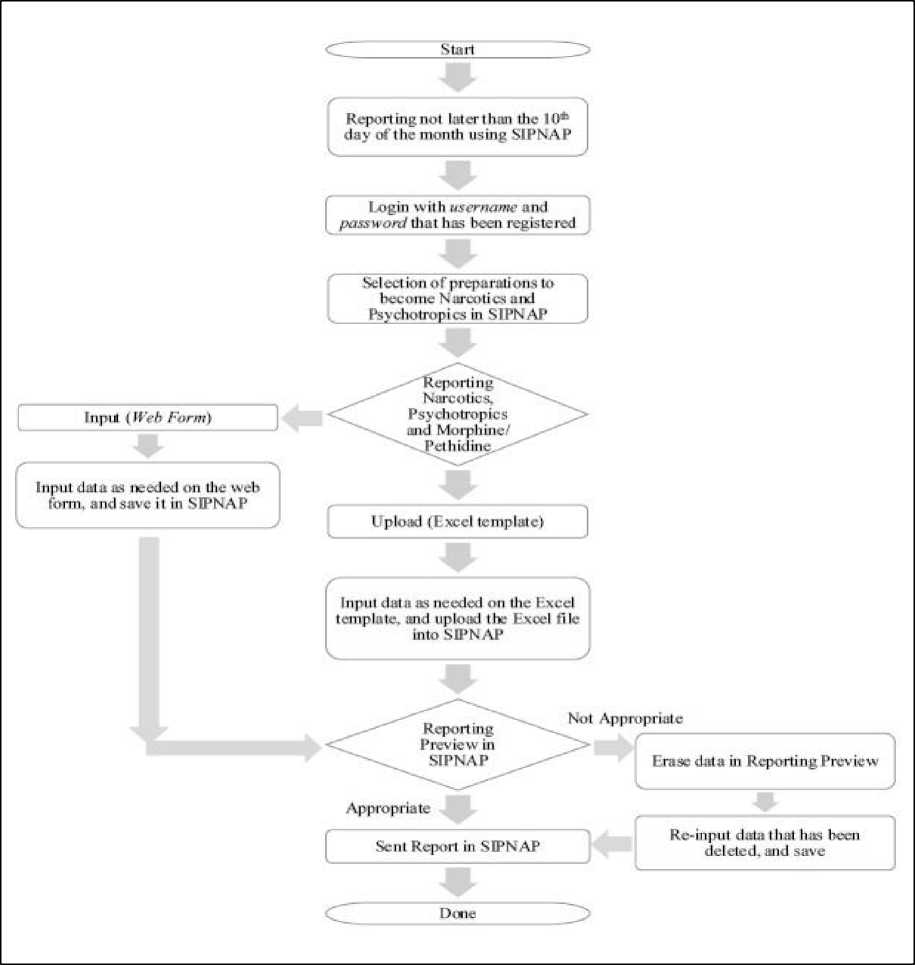 Start
Reporting not later than the 10th
day of the month using SIPNAP
Login with username and
password that has been registered
Selection of preparations to
become Narcotics and
Psychotropics in SIPNAP
Reporting
Narcotics,
Psychotropics
and Morphine/
Pethidine
Input (Web Form)
Input data as needed on the web
form, and save it in SIPNAP
Upload (Excel template)
Input data as needed on the Excel
template, and upload the Excel file
into SIPNAP
Reporting
Preview in
SIPNAP
Not Appropriate
Erase data in Reporting Preview
Appropriate
Re-input data that has been
deleted, and save
Sent Report in SIPNAP
Done